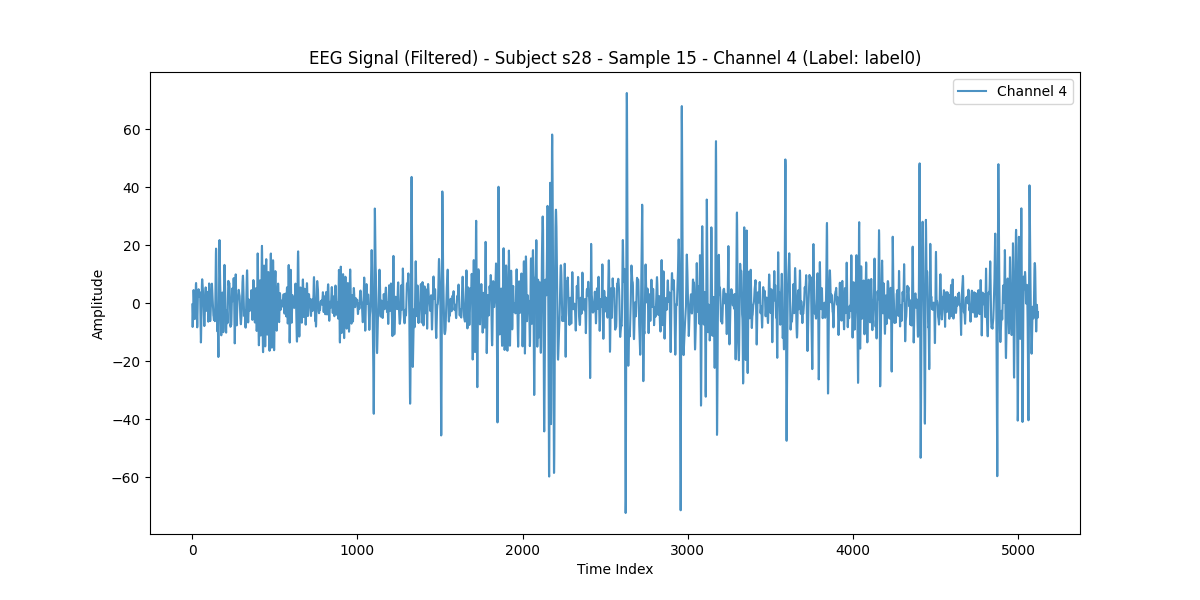 EEG Signal (Filtered) - Subject s28 - Sample 15 - Channel 4 (Label: label0)
Channel 4
60
40
20
0
−20
−40
−60
Amplitude
0 1000 2000 3000 4000 5000
Time Index